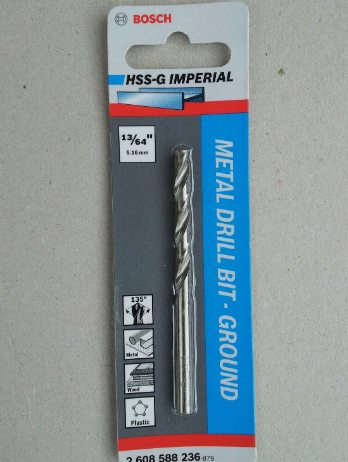 BOSCH
HSS-G IMPERIAL
13/64"
5.16mm
METAL DRILL BIT - GROUND
135°
Metal
Wood
Plastic
2 608 588 236-879